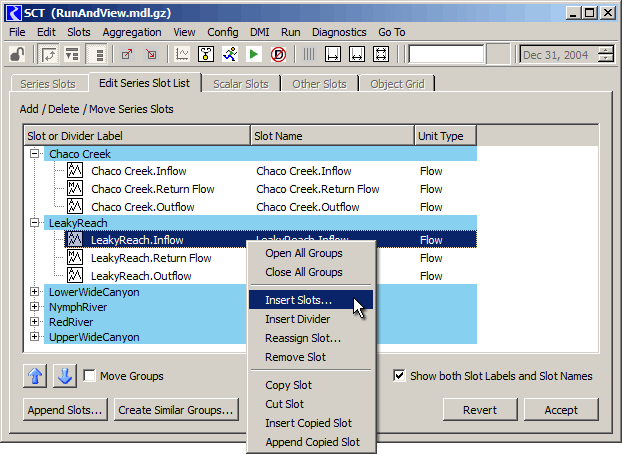 SCT (RunAndView.mdl.gz)
File Edit Slots Aggregation View Config DMI Run Diagnostics Go To
Dec 31, 2004
Series Slots Edit Series Slot List Scalar Slots Other Slots Object Grid
Add / Delete / Move Series Slots
Slot or Divider Label Slot Name Unit Type
Chaco Creek
Chaco Creek.Inflow Chaco Creek.Inflow Flow
Chaco Creek.Return Flow Chaco Creek.Return Flow Flow
Chaco Creek.Outflow Chaco Creek.Outflow Flow
LeakyReach
LeakyReach.Inflow LeakyReach.Inflow Flow
LeakyReach.Return Flow Flow
LeakyReach.Outflow Flow
LowerWideCanyon
NymphRiver
RedRiver
UpperWideCanyon
Open All Groups
Close All Groups
Insert Slots...
Insert Divider
Reassign Slot...
Remove Slot
Copy Slot
Cut Slot
Insert Copied Slot
Append Copied Slot
Move Groups
Show both Slot Labels and Slot Names
Append Slots... Create Similar Groups... Revert Accept